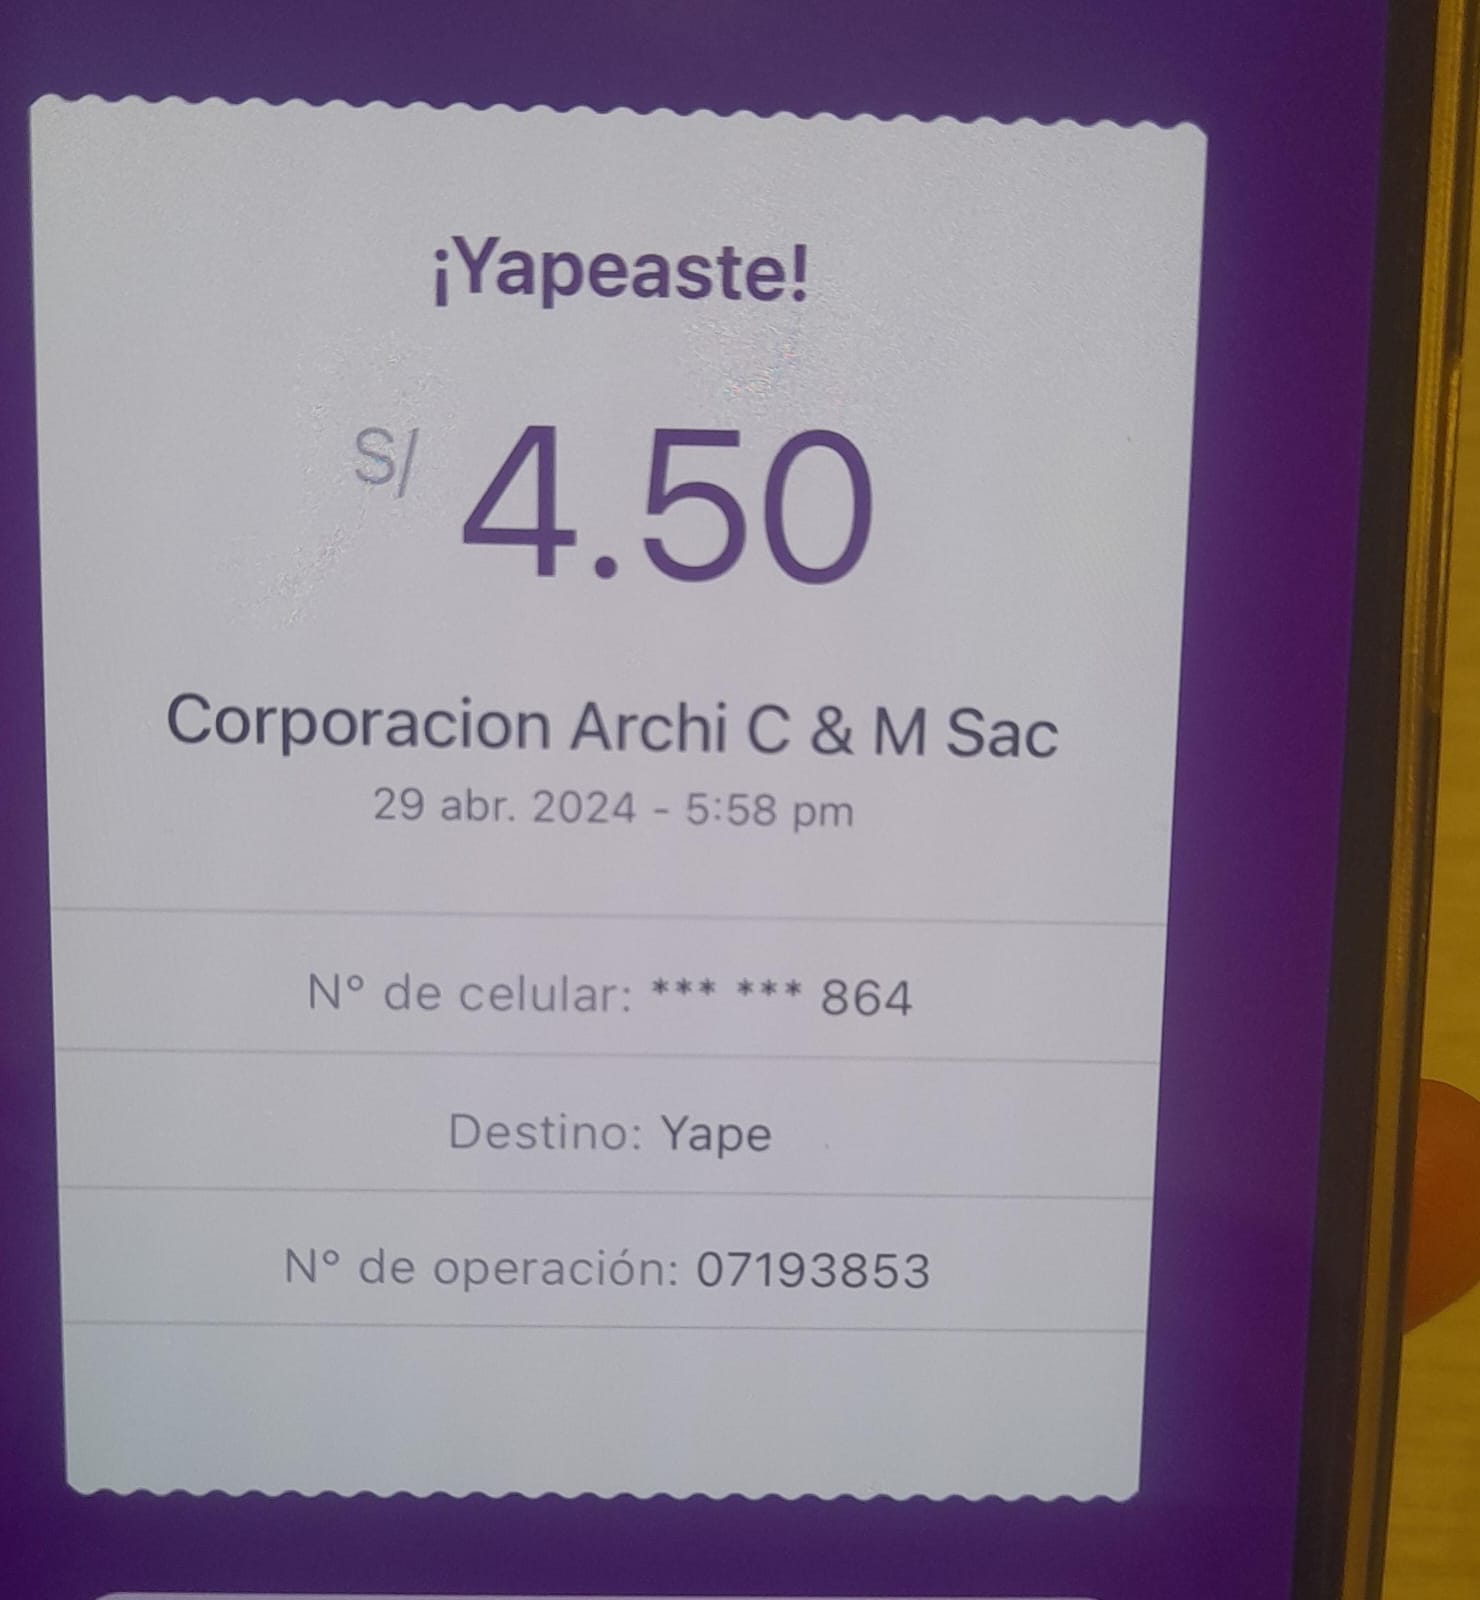 ¡Yapeaste!
S/ 4.50
Corporacion Archi C & M Sac
29 abr. 2024 - 5:58 pm
N° de celular: *** *** 864
Destino: Yape
N° de operación: 07193853